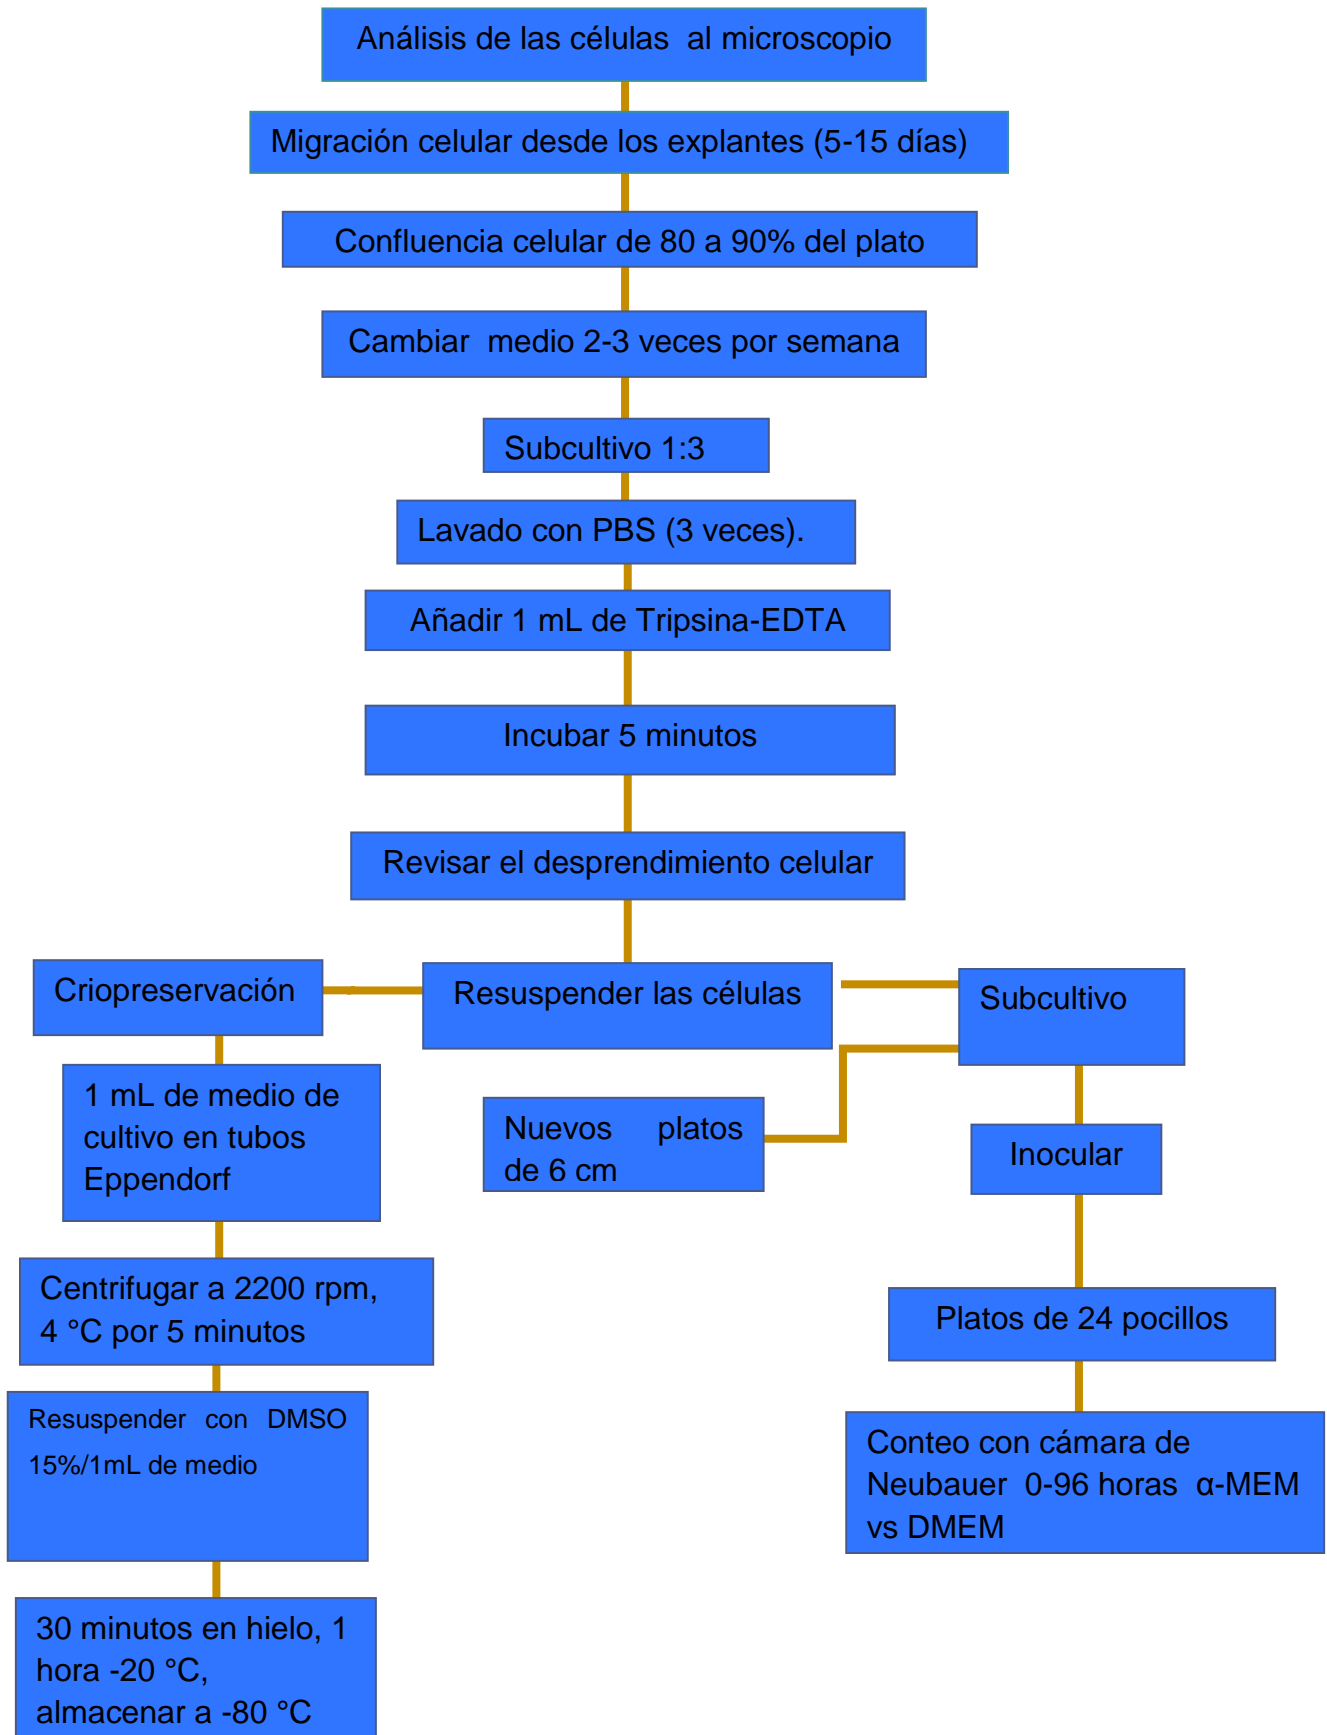 Análisis de las células al microscopio
Migración celular desde los explantes (5-15 días)
Confluencia celular de 80 a 90% del plato
Cambiar medio 2-3 veces por semana
Subcultivo 1:3
Lavado con PBS (3 veces).
Añadir 1 mL de Tripsina-EDTA
Incubar 5 minutos
Revisar el desprendimiento celular
Resuspender las células
Criopreservación
1 mL de medio de
cultivo en tubos
Eppendorf
Centrifugar a 2200 rpm,
4 °C por 5 minutos
Resuspender con DMSO
15%/1mL de medio
30 minutos en hielo, 1
hora -20 °C,
almacenar a -80 °C
Subcultivo
Nuevos platos
de 6 cm
Inocular
Platos de 24 pocillos
Conteo con cámara de
Neubauer 0-96 horas α-MEM
vs DMEM